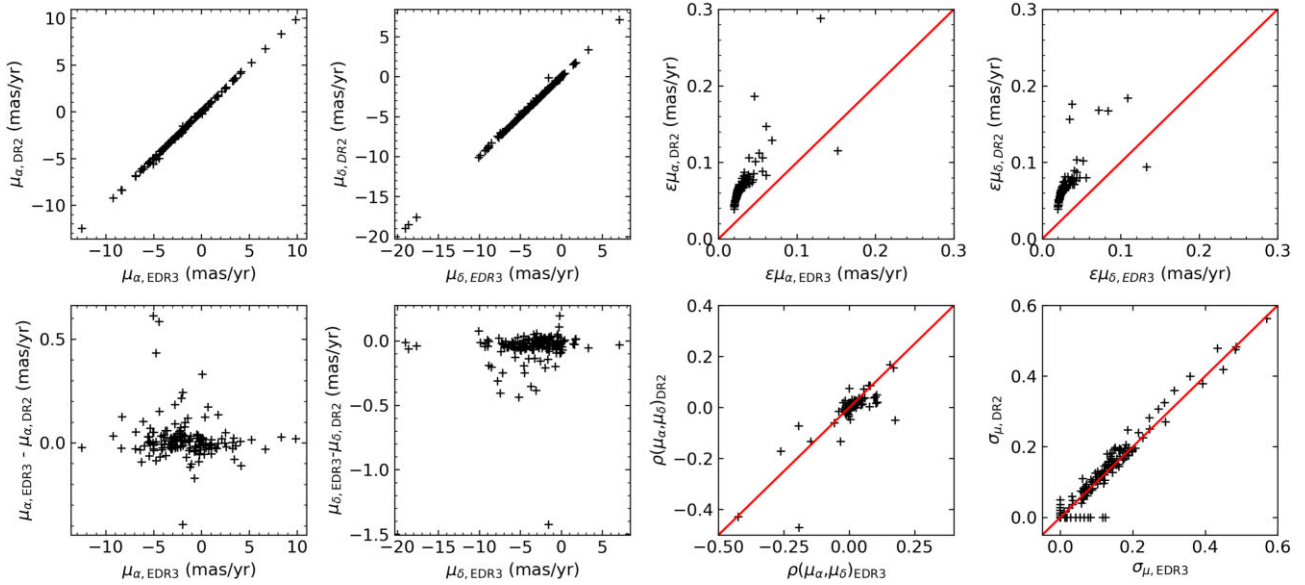 μα,DR2 (mas/yr)
10
5
0
−5
−10
−10 −5 0 5 10
μα,EDR3 (mas/yr)
μδ,DR2 (mas/yr)
5
0
−5
−10
−15
−20
−20 −15 −10 −5 0 5
μδ,EDR3 (mas/yr)
εμα,DR2 (mas/yr)
0.3
0.2
0.1
0.0
0.0 0.1 0.2 0.3
εμα,EDR3 (mas/yr)
εμδ,DR2 (mas/yr)
0.3
0.2
0.1
0.0
0.0 0.1 0.2 0.3
εμδ,EDR3 (mas/yr)
μα,EDR3 - μα,DR2 (mas/yr)
0.5
0.0
−10 −5 0 5 10
μα,EDR3 (mas/yr)
μδ,EDR3-μδ,DR2 (mas/yr)
0.0
−0.5
−1.0
−1.5
−20 −15 −10 −5 0 5
μδ,EDR3 (mas/yr)
ρ(μα,μδ)DR2
0.4
0.2
0.0
−0.2
−0.4
−0.50 −0.25 0.00 0.25
ρ(μα,μδ)EDR3
σμ,DR2
0.6
0.4
0.2
0.0
0.0 0.2 0.4 0.6
σμ,EDR3